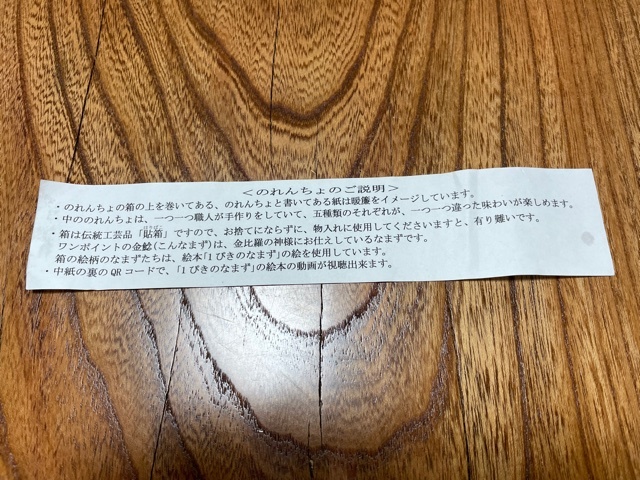 ＜のれんちょのご説明＞
・のれんちょの箱の上を巻いてある、のれんちょと書いてある紙は暖簾をイメージしています。
・中ののれんちょは、一つ一つ職人が手作りをしていて、五種類のそれぞれが、一つ一つ違った味わいが楽しめます。
・箱は伝統工芸品「貼箱」ですので、お捨てにならずに、物入れに使用してくださいますと、有り難いです。
ワンポイントの金鯰(こんなまず)は、金比羅の神様にお仕えしているなまずです。
箱の絵柄のなまずたちは、絵本「1ぴきのなまず」の絵を使用しています。
・中紙の裏のQRコードで、「1ぴきのなまず」の絵本の動画が視聴出来ます。